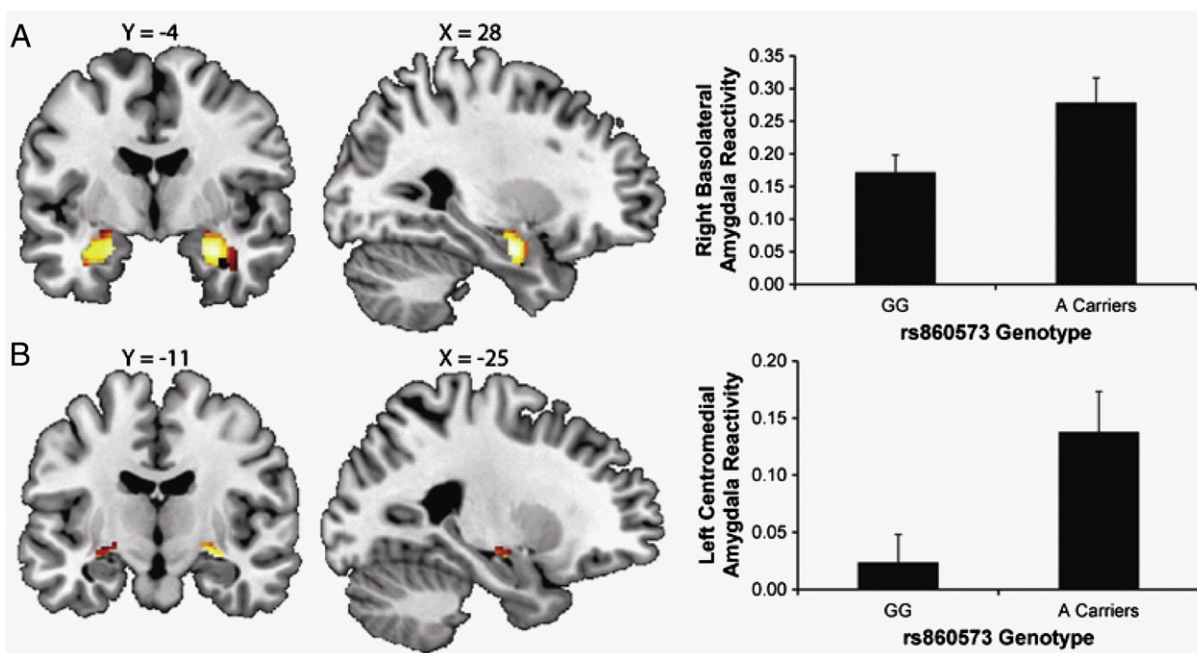 A
Y = -4
X = 28
Right Basolateral
Amygdala Reactivity
0.35
0.30
0.25
0.20
0.15
0.10
0.05
0.00
GG
A Carriers
rs860573 Genotype
B
Y = -11
X = -25
Left Centromedial
Amygdala Reactivity
0.20
0.15
0.10
0.05
0.00
GG
A Carriers
rs860573 Genotype